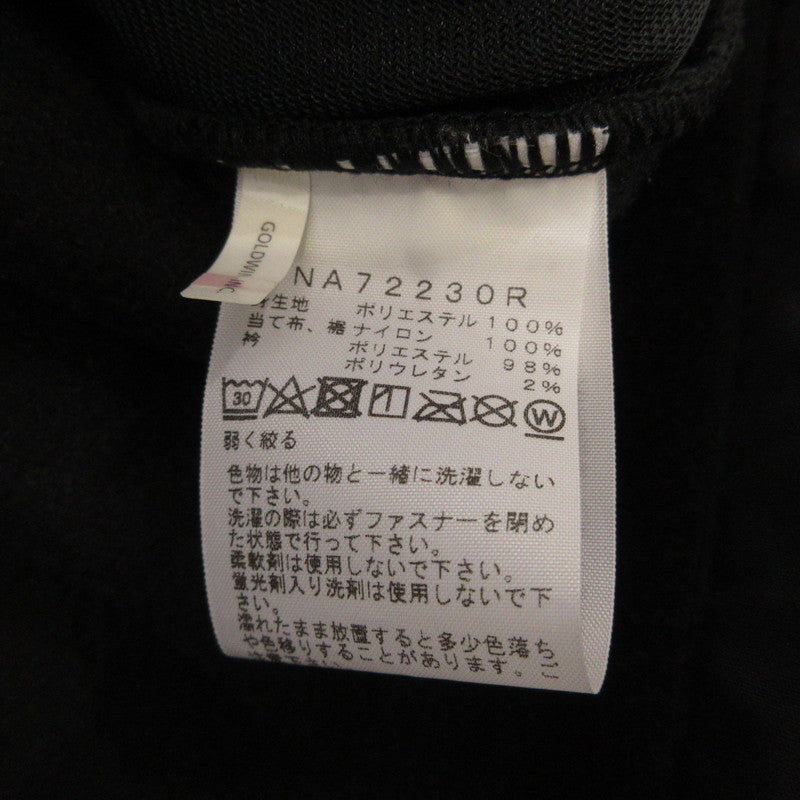 GOLDWIN INC
NA72230R
身生地 ポリエステル 100%
当て布、裾 ナイロン 100%
衿 ポリエステル 98%
ポリウレタン 2%
30
W
弱く絞る
色物は他の物と一緒に洗濯しない
で下さい。
洗濯の際は必ずファスナーを閉め
た状態で行って下さい。
柔軟剤は使用しないで下さい。
蛍光剤入り洗剤は使用しないで下
さい。
濡れたまま放置すると多少色落ち
や色移りすることがあります。ご
注意下さい。